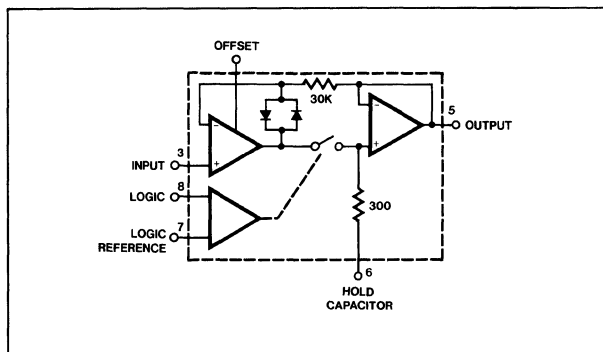 OFFSET
30K
5
OUTPUT
−
−
+
+
INPUT
3
LOGIC
8
300
LOGIC
REFERENCE
7
6
HOLD
CAPACITOR